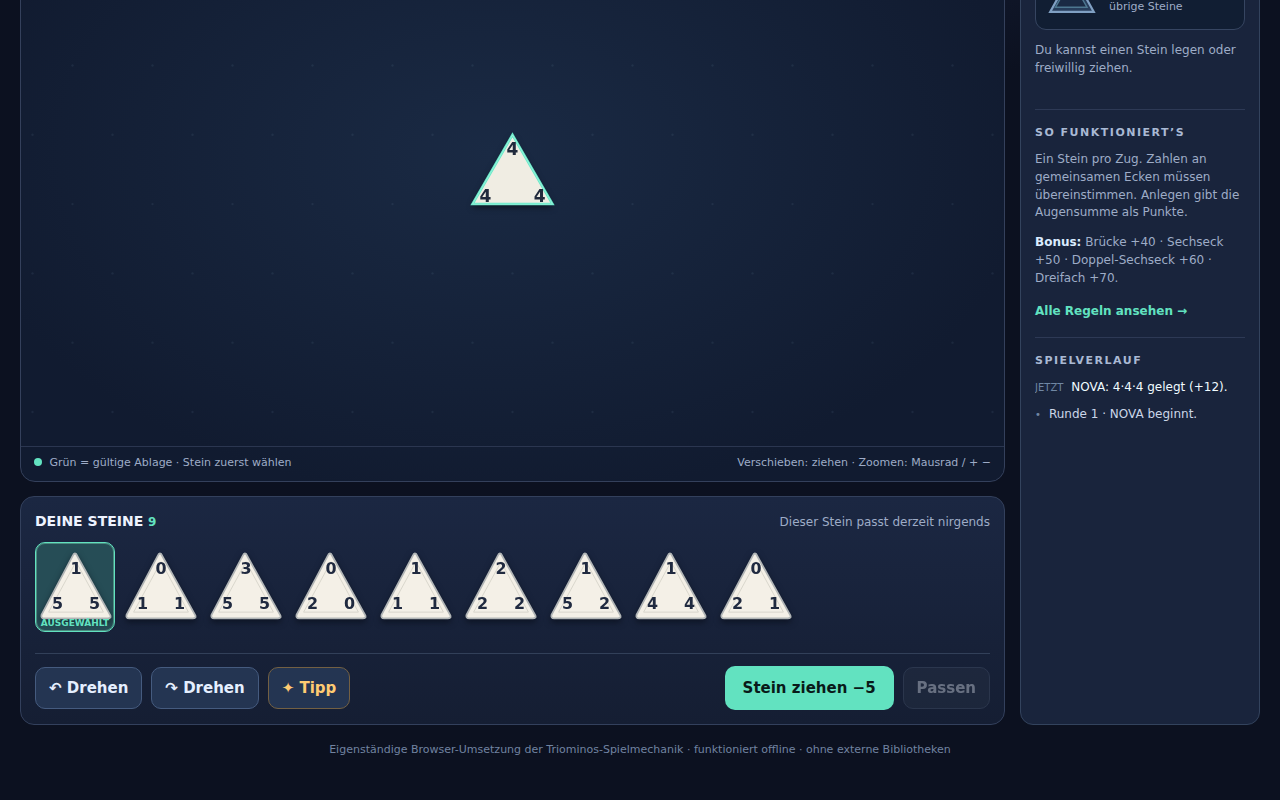 übrige Steine
Du kannst einen Stein legen oder
freiwillig ziehen.
SO FUNKTIONIERT’S
Ein Stein pro Zug. Zahlen an
gemeinsamen Ecken müssen
übereinstimmen. Anlegen gibt die
Augensumme als Punkte.
Bonus: Brücke +40 · Sechseck
+50 · Doppel-Sechseck +60 ·
Dreifach +70.
Alle Regeln ansehen →
SPIELVERLAUF
JETZT NOVA: 4·4·4 gelegt (+12).
• Runde 1 · NOVA beginnt.
4
4 4
Grün = gültige Ablage · Stein zuerst wählen
Verschieben: ziehen · Zoomen: Mausrad / + −
DEINE STEINE 9
Dieser Stein passt derzeit nirgends
1 0 3 0 1 2 1 1 0
5 5 1 1 5 5 2 0 1 1 2 2 5 2 4 4 2 1
AUSGEWÄHLT
↶ Drehen
↷ Drehen
✦ Tipp
Stein ziehen −5
Passen
Eigenständige Browser-Umsetzung der Triominos-Spielmechanik · funktioniert offline · ohne externe Bibliotheken